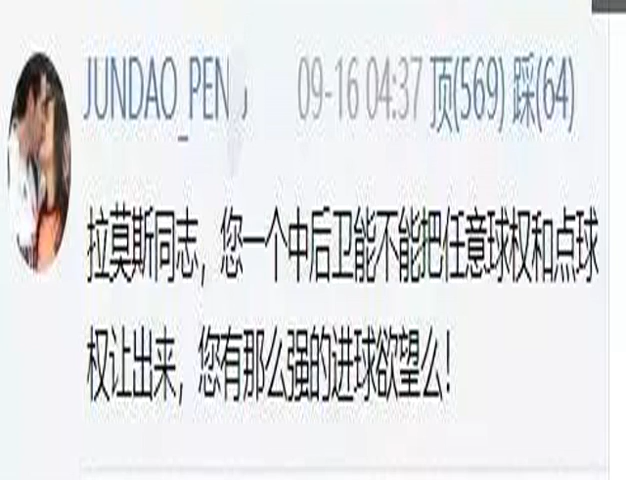 JUNDAO_PEN 09-16 04:37 顶(569) 踩(64)
拉莫斯同志，您一个中后卫能不能把任意球权和点球
权让出来，您有那么强的进球欲望么！